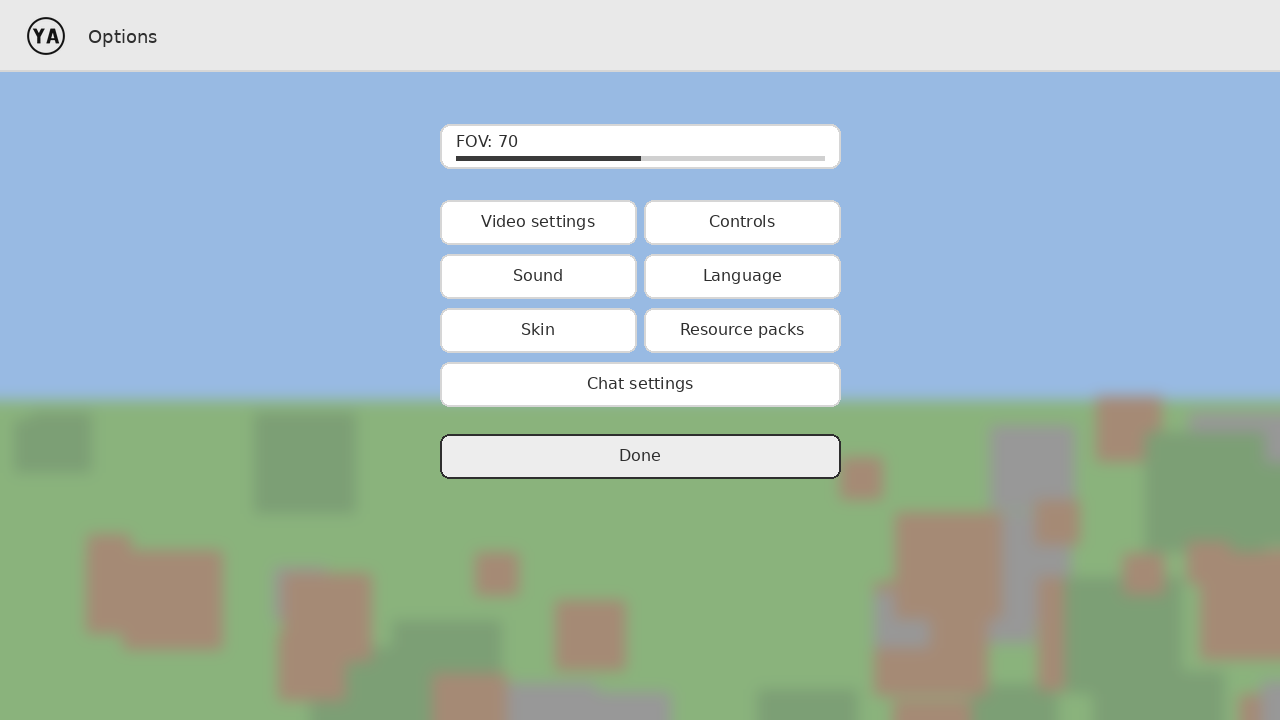 YA
Options
FOV: 70
Video settings
Controls
Sound
Language
Skin
Resource packs
Chat settings
Done